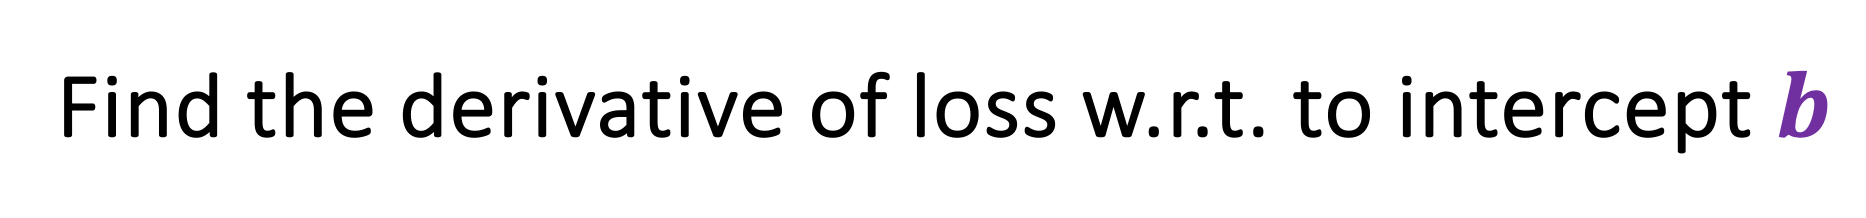 Find the derivative of loss w.r.t. to intercept b